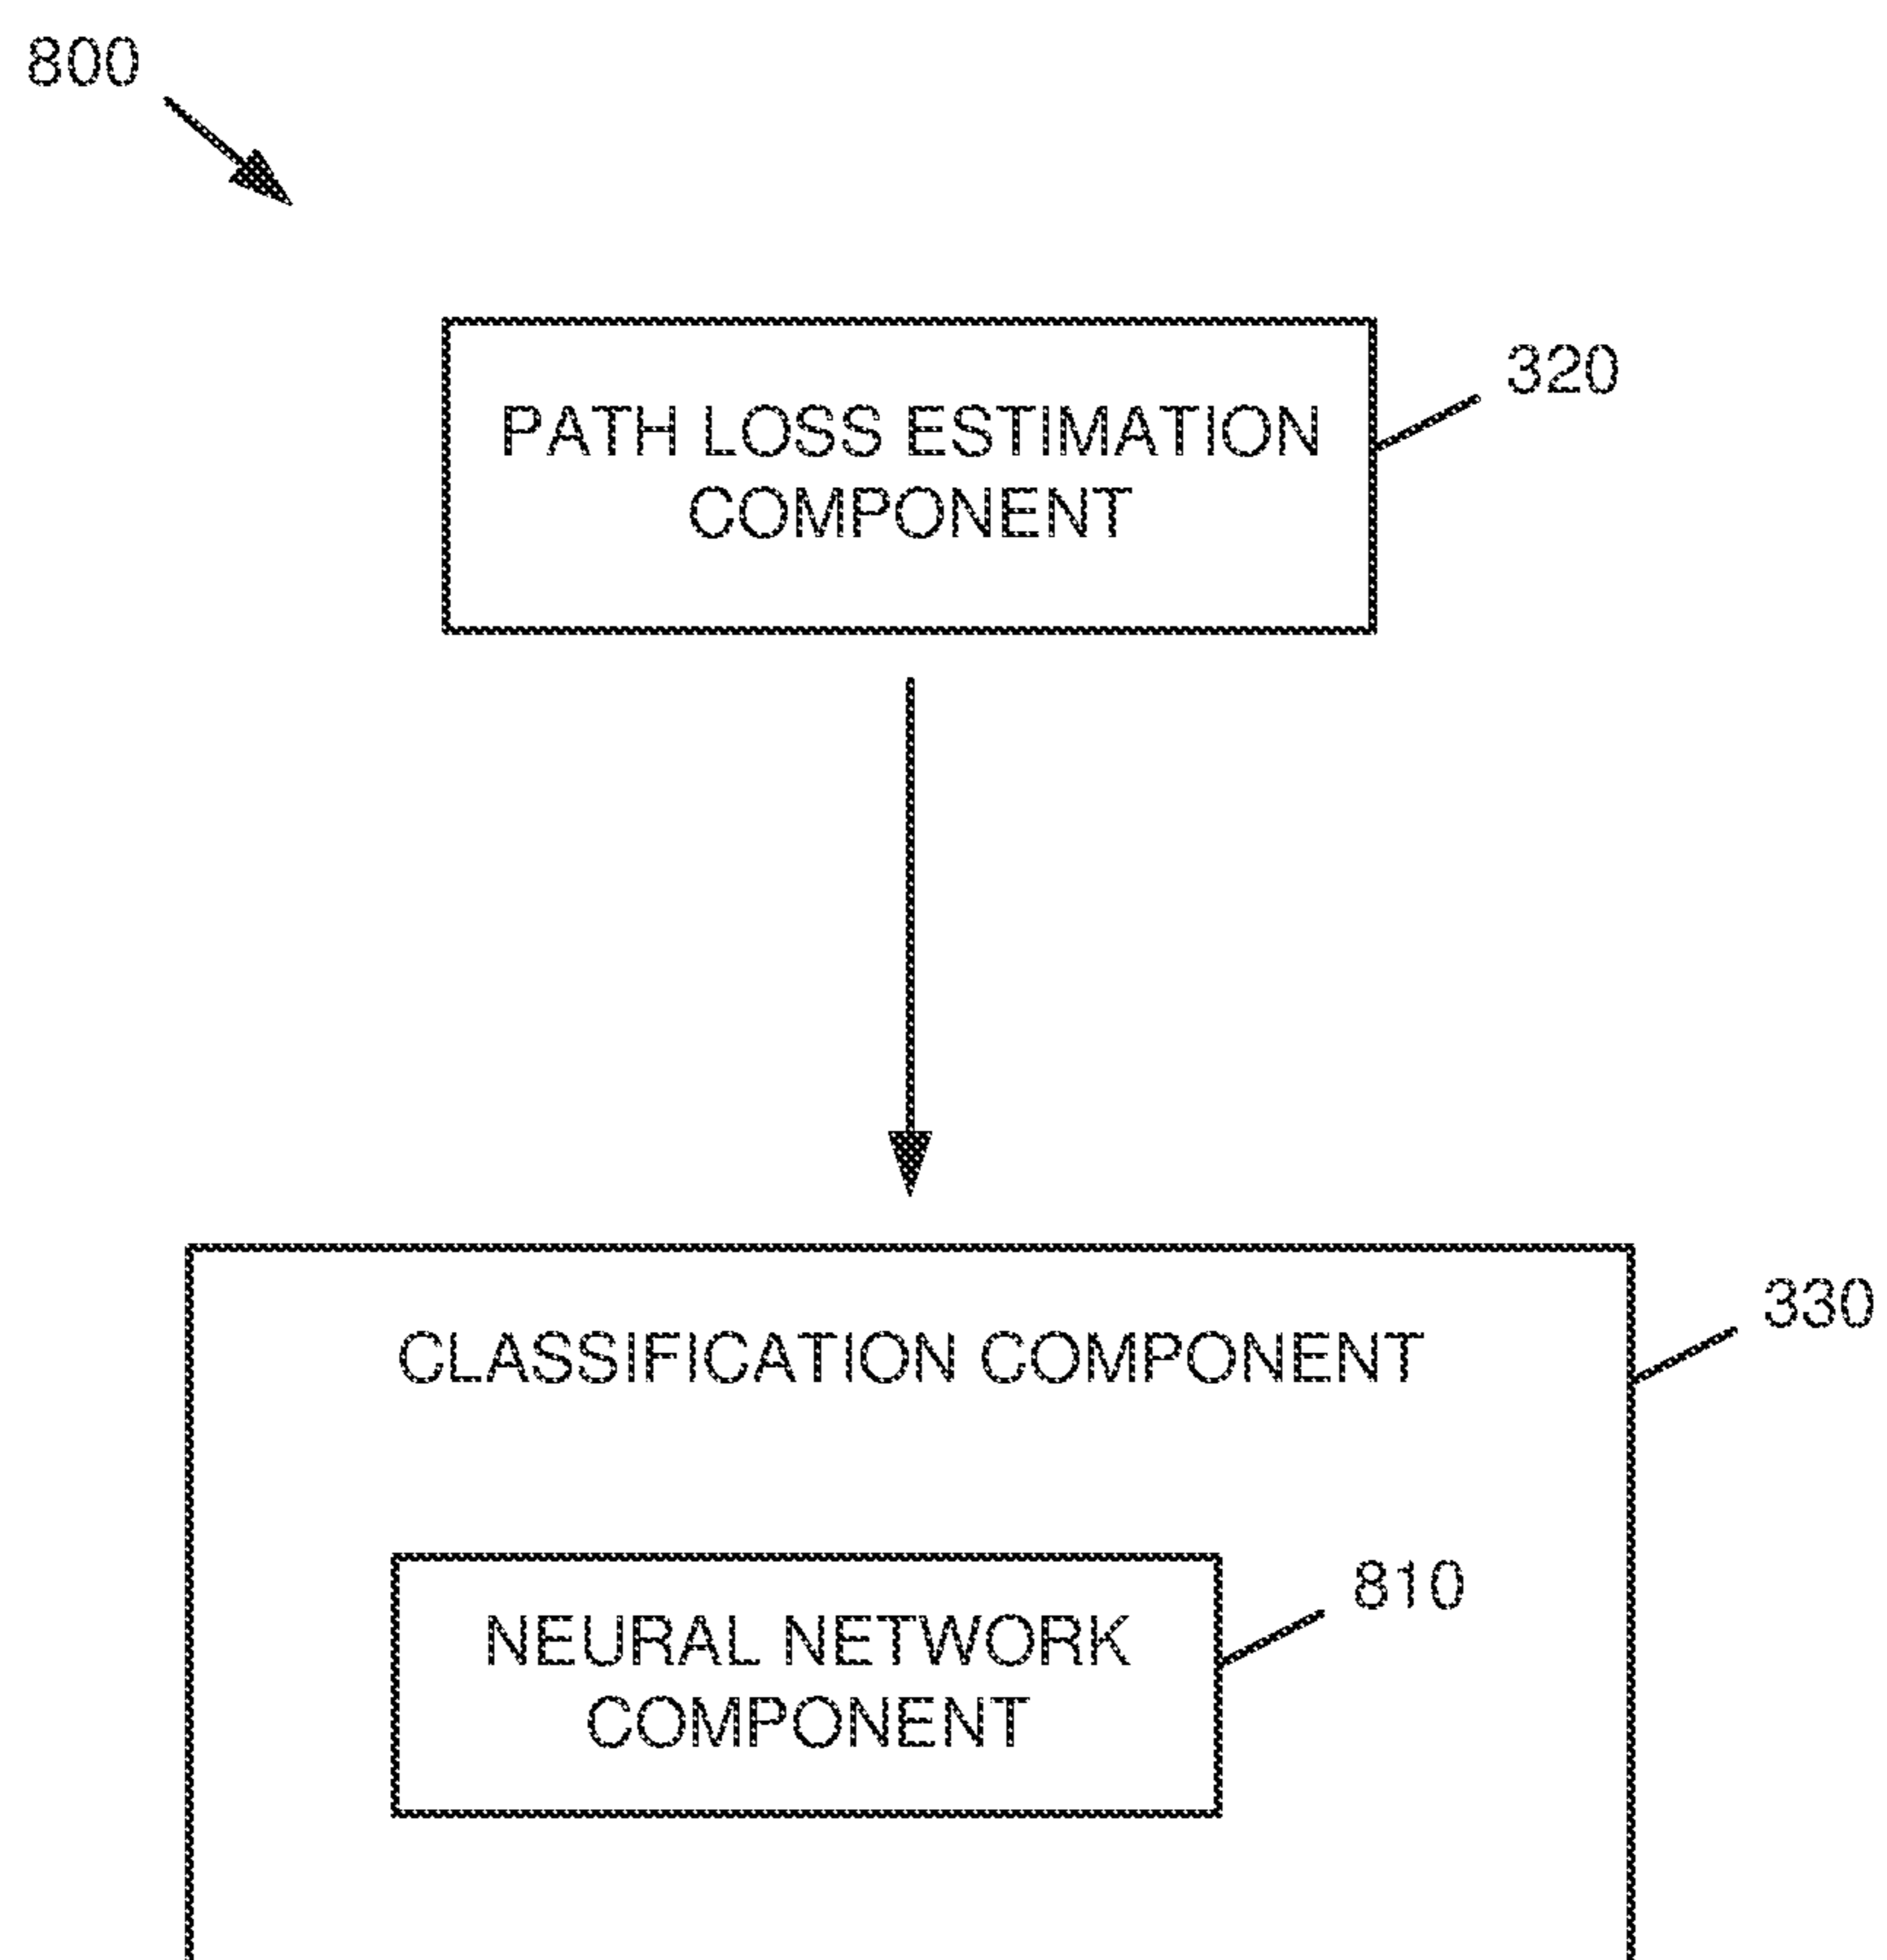 800
PATH LOSS ESTIMATION
COMPONENT
320
CLASSIFICATION COMPONENT
330
NEURAL NETWORK
COMPONENT
810